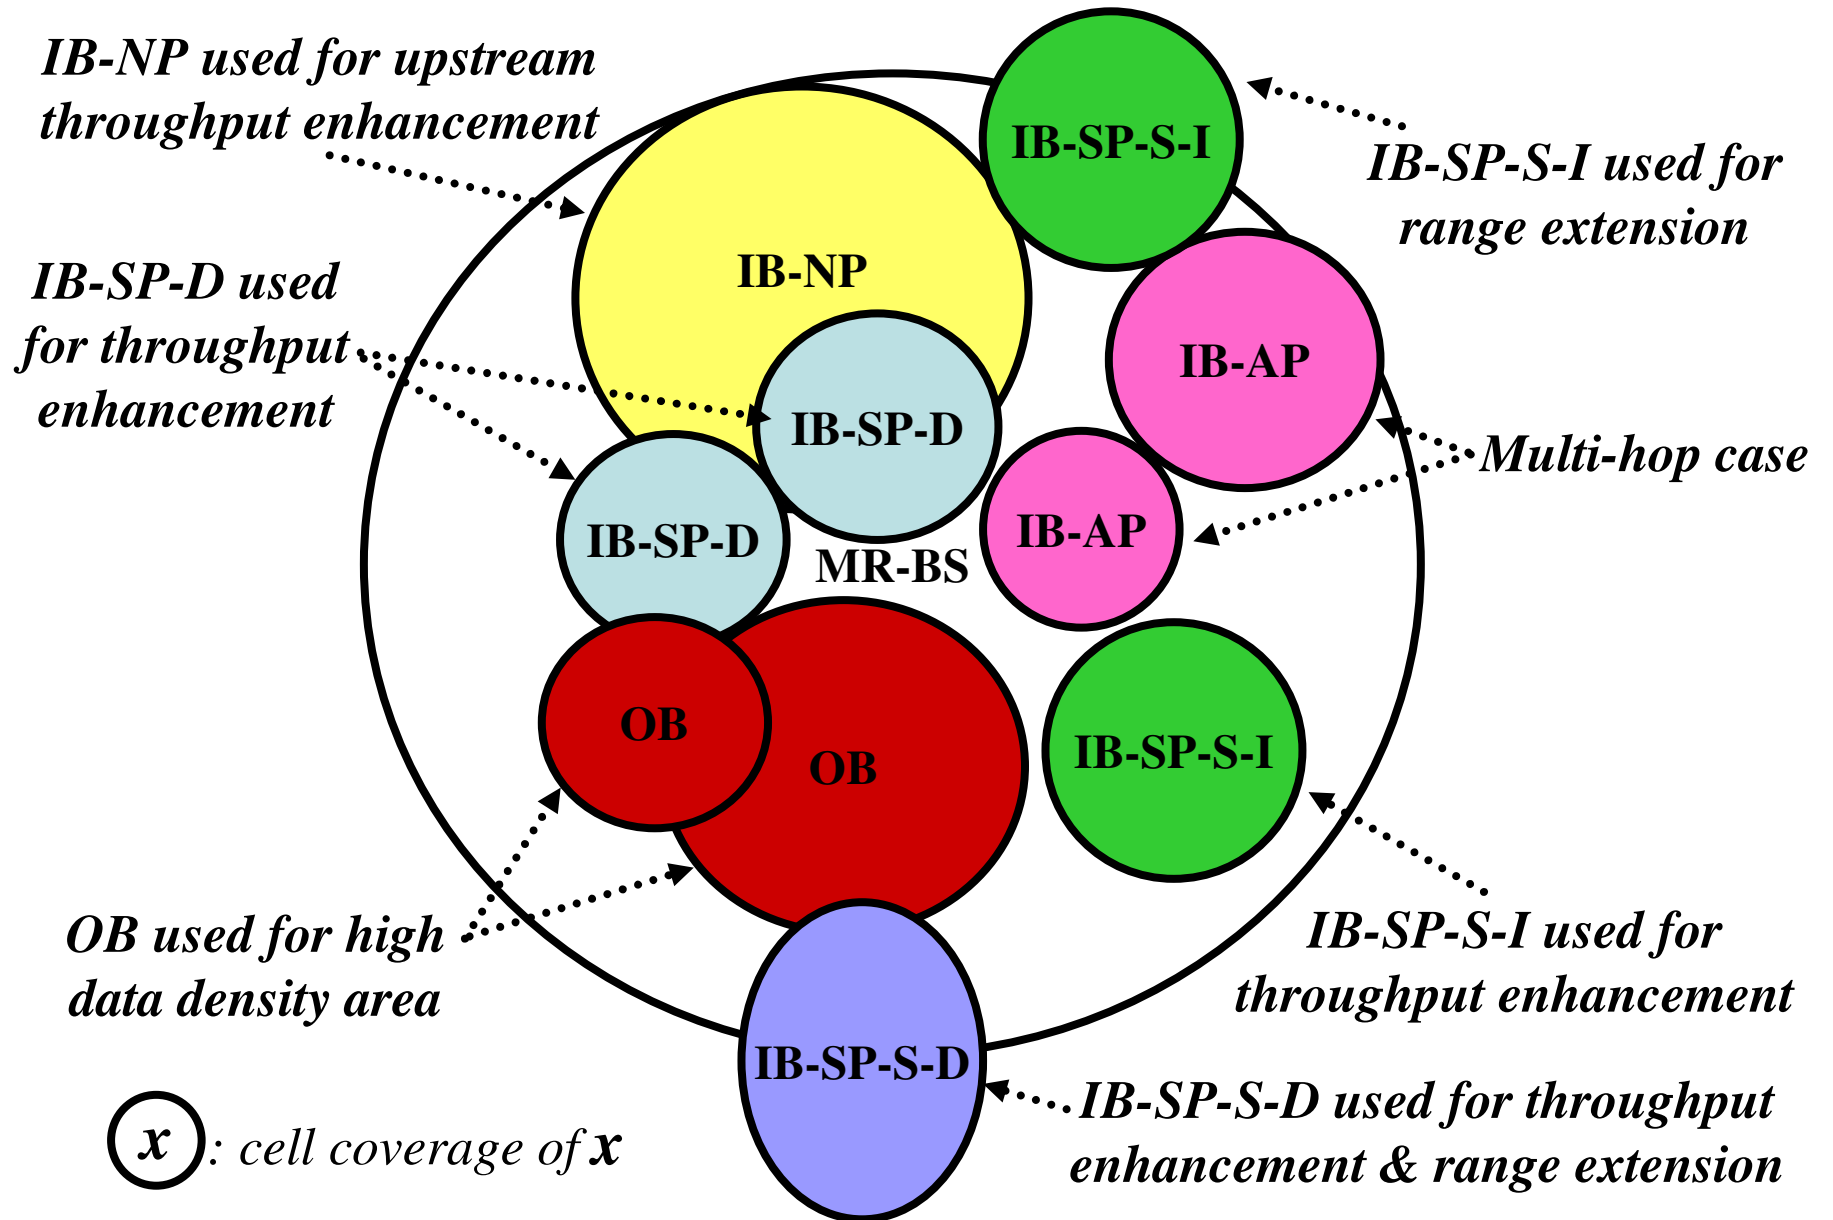 IB-NP used for upstream
throughput enhancement
IB-SP-S-I
IB-SP-S-I used for
range extension
IB-NP
IB-SP-D used
for throughput
enhancement
IB-AP
IB-SP-D
Multi-hop case
IB-SP-D
IB-AP
MR-BS
OB
OB
IB-SP-S-I
OB used for high
data density area
IB-SP-S-I used for
throughput enhancement
IB-SP-S-D
IB-SP-S-D used for throughput
enhancement & range extension
x : cell coverage of x